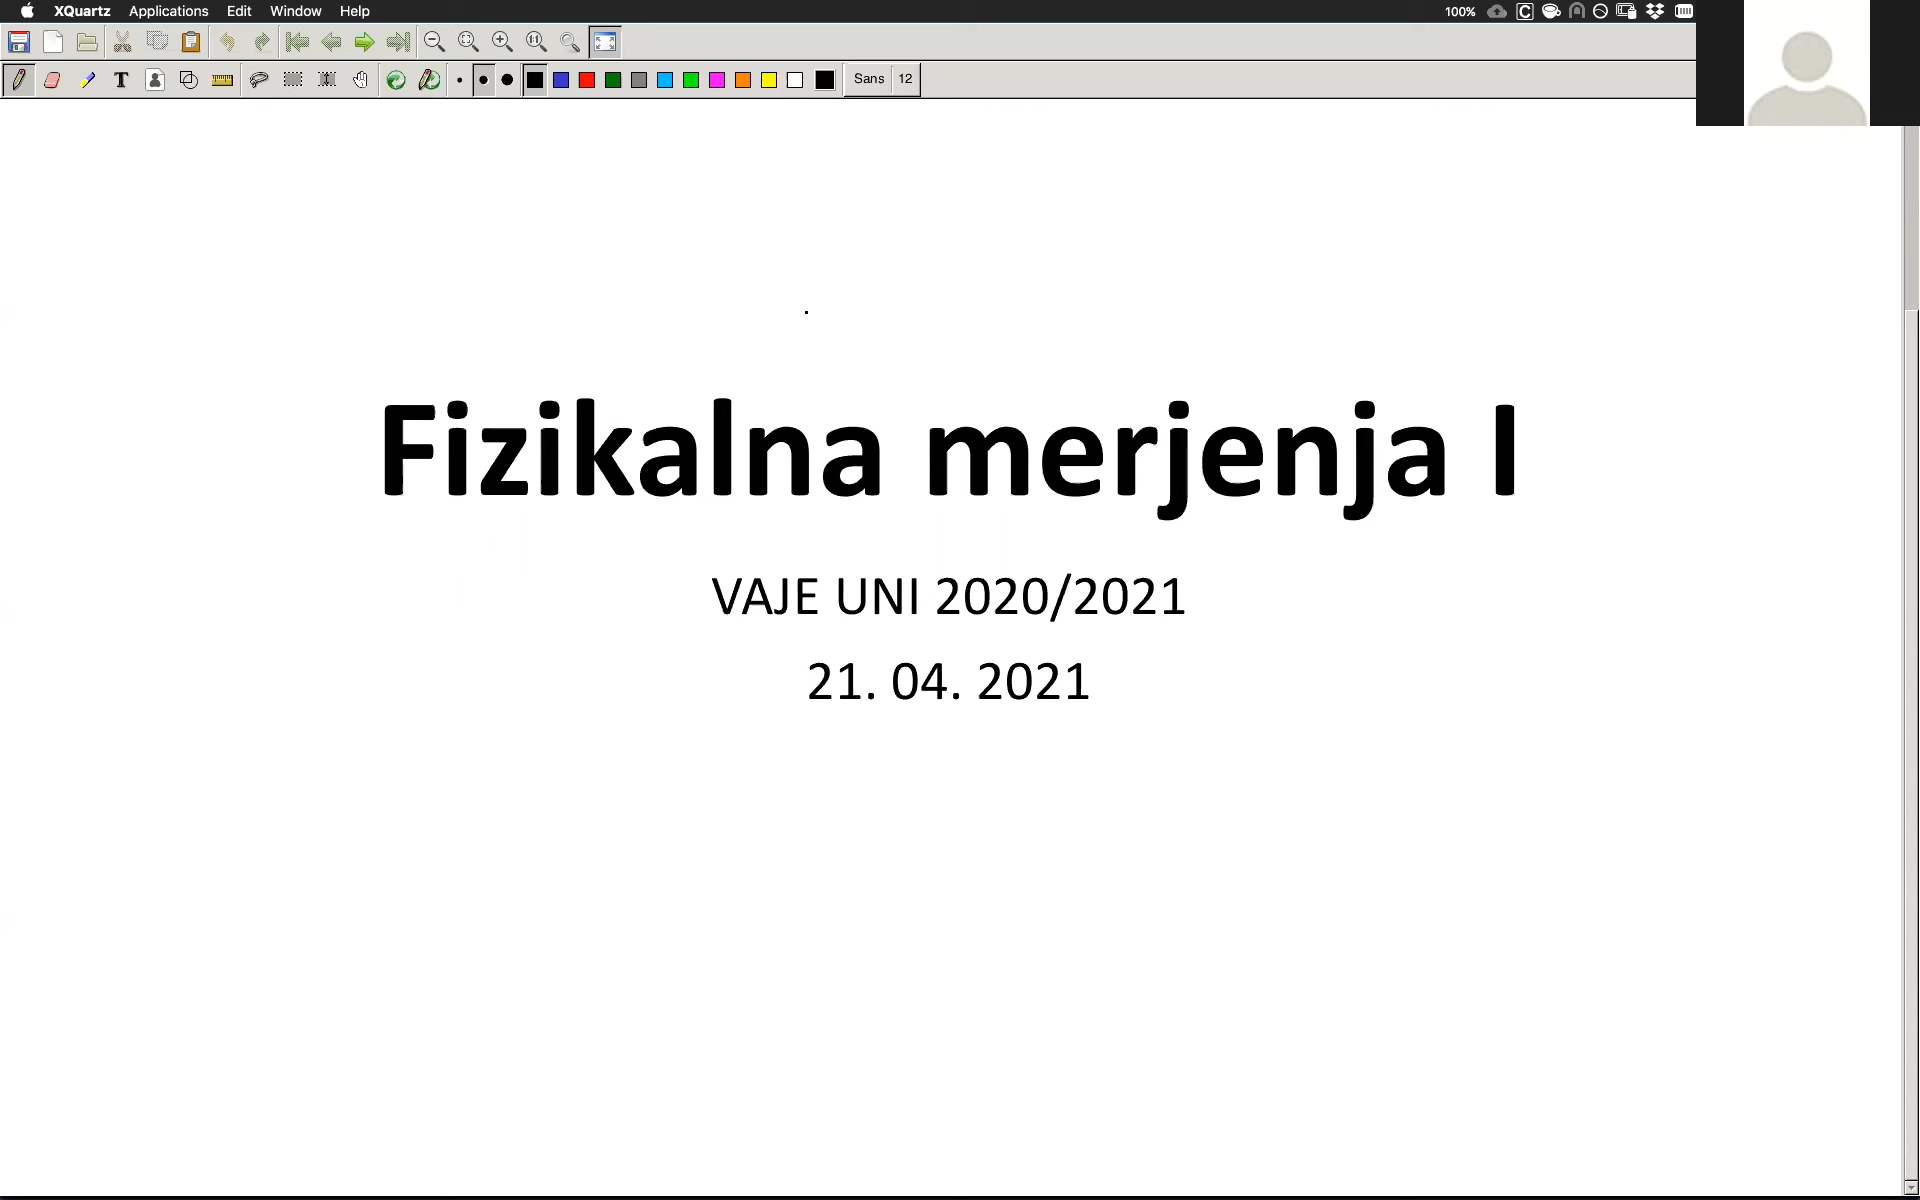 XQuartz Applications Edit Window Help 100%
Sans 12
Fizikalna merjenja I
VAJE UNI 2020/2021
21. 04. 2021